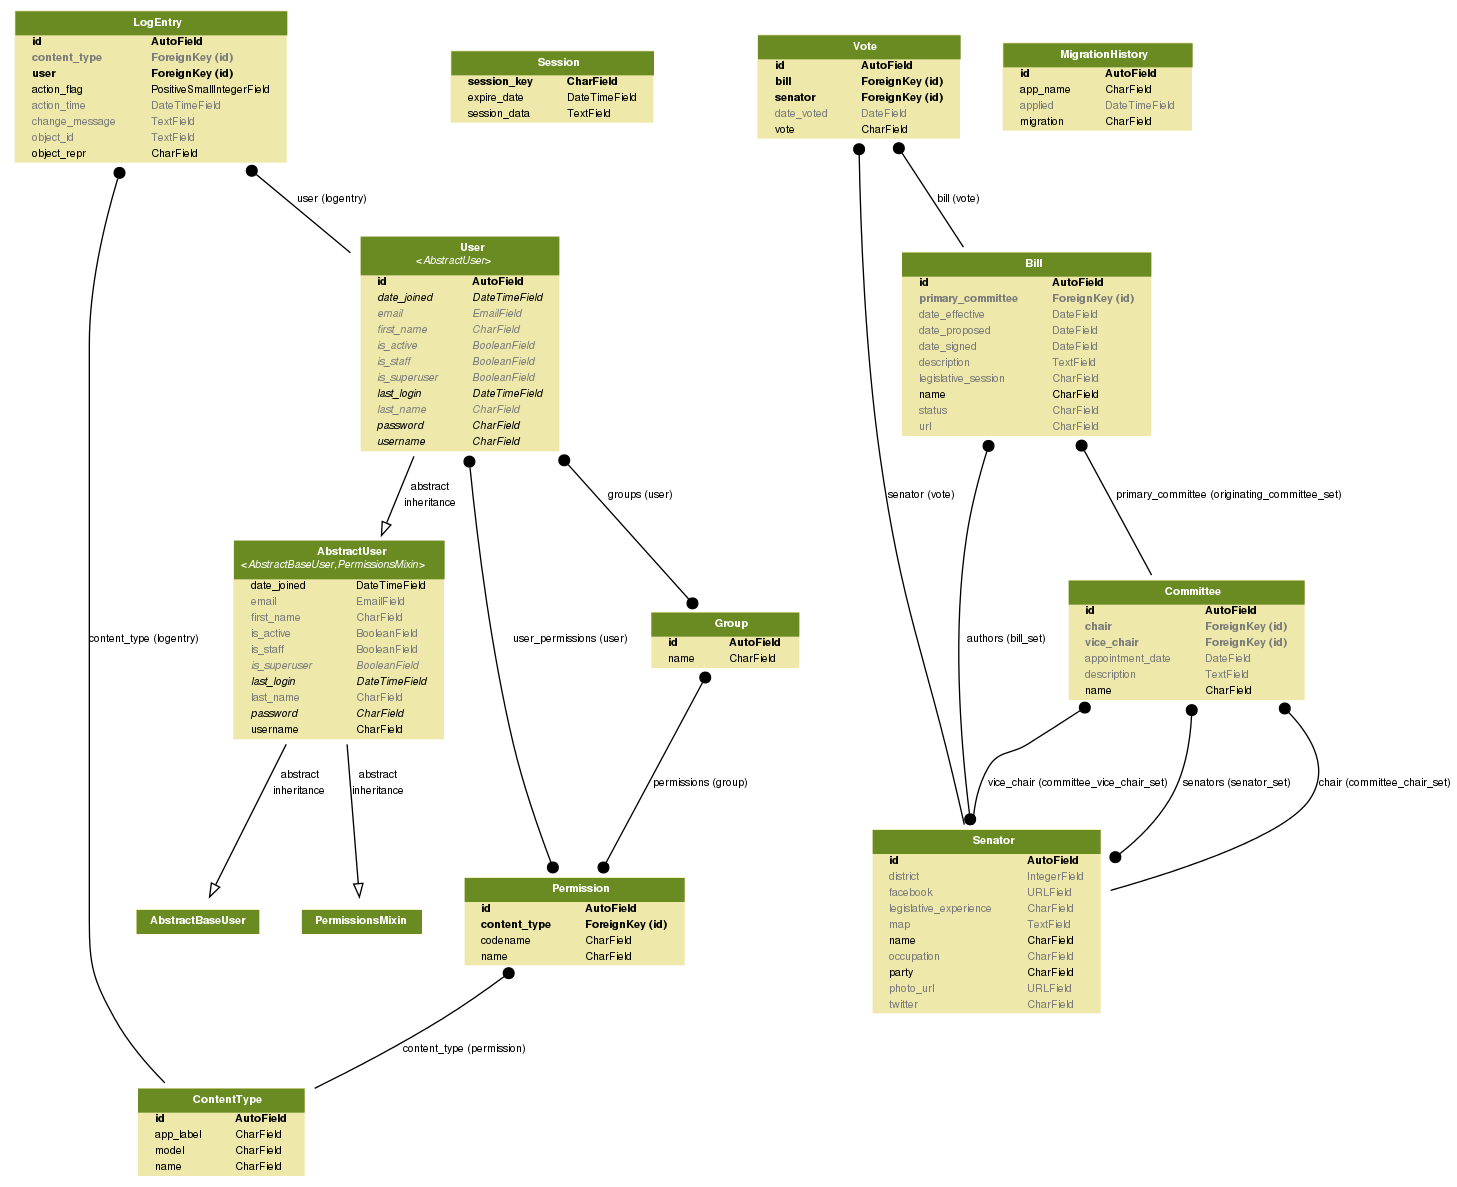 LogEntry
id AutoField
content_type ForeignKey (id)
user ForeignKey (id)
action_flag PositiveSmallIntegerField
action_time DateTimeField
change_message TextField
object_id TextField
object_repr CharField
Session
session_key CharField
expire_date DateTimeField
session_data TextField
Vote
id AutoField
bill ForeignKey (id)
senator ForeignKey (id)
date_voted DateField
vote CharField
MigrationHistory
id AutoField
app_name CharField
applied DateTimeField
migration CharField
user (logentry)
bill (vote)
User
<AbstractUser>
id AutoField
date_joined DateTimeField
email EmailField
first_name CharField
is_active BooleanField
is_staff BooleanField
is_superuser BooleanField
last_login DateTimeField
last_name CharField
password CharField
username CharField
Bill
id AutoField
primary_committee ForeignKey (id)
date_effective DateField
date_proposed DateField
date_signed DateField
description TextField
legislative_session CharField
name CharField
status CharField
url CharField
abstract
inheritance
groups (user)
senator (vote)
primary_committee (originating_committee_set)
AbstractUser
<AbstractBaseUser,PermissionsMixin>
date_joined DateTimeField
email EmailField
first_name CharField
is_active BooleanField
is_staff BooleanField
is_superuser BooleanField
last_login DateTimeField
last_name CharField
password CharField
username CharField
content_type (logentry)
user_permissions (user)
Group
id AutoField
name CharField
authors (bill_set)
Committee
id AutoField
chair ForeignKey (id)
vice_chair ForeignKey (id)
appointment_date DateField
description TextField
name CharField
abstract
inheritance
abstract
inheritance
permissions (group)
vice_chair (committee_vice_chair_set)
senators (senator_set)
chair (committee_chair_set)
AbstractBaseUser
PermissionsMixin
Permission
id AutoField
content_type ForeignKey (id)
codename CharField
name CharField
Senator
id AutoField
district IntegerField
facebook URLField
legislative_experience CharField
map TextField
name CharField
occupation CharField
party CharField
photo_url URLField
twitter CharField
content_type (permission)
ContentType
id AutoField
app_label CharField
model CharField
name CharField